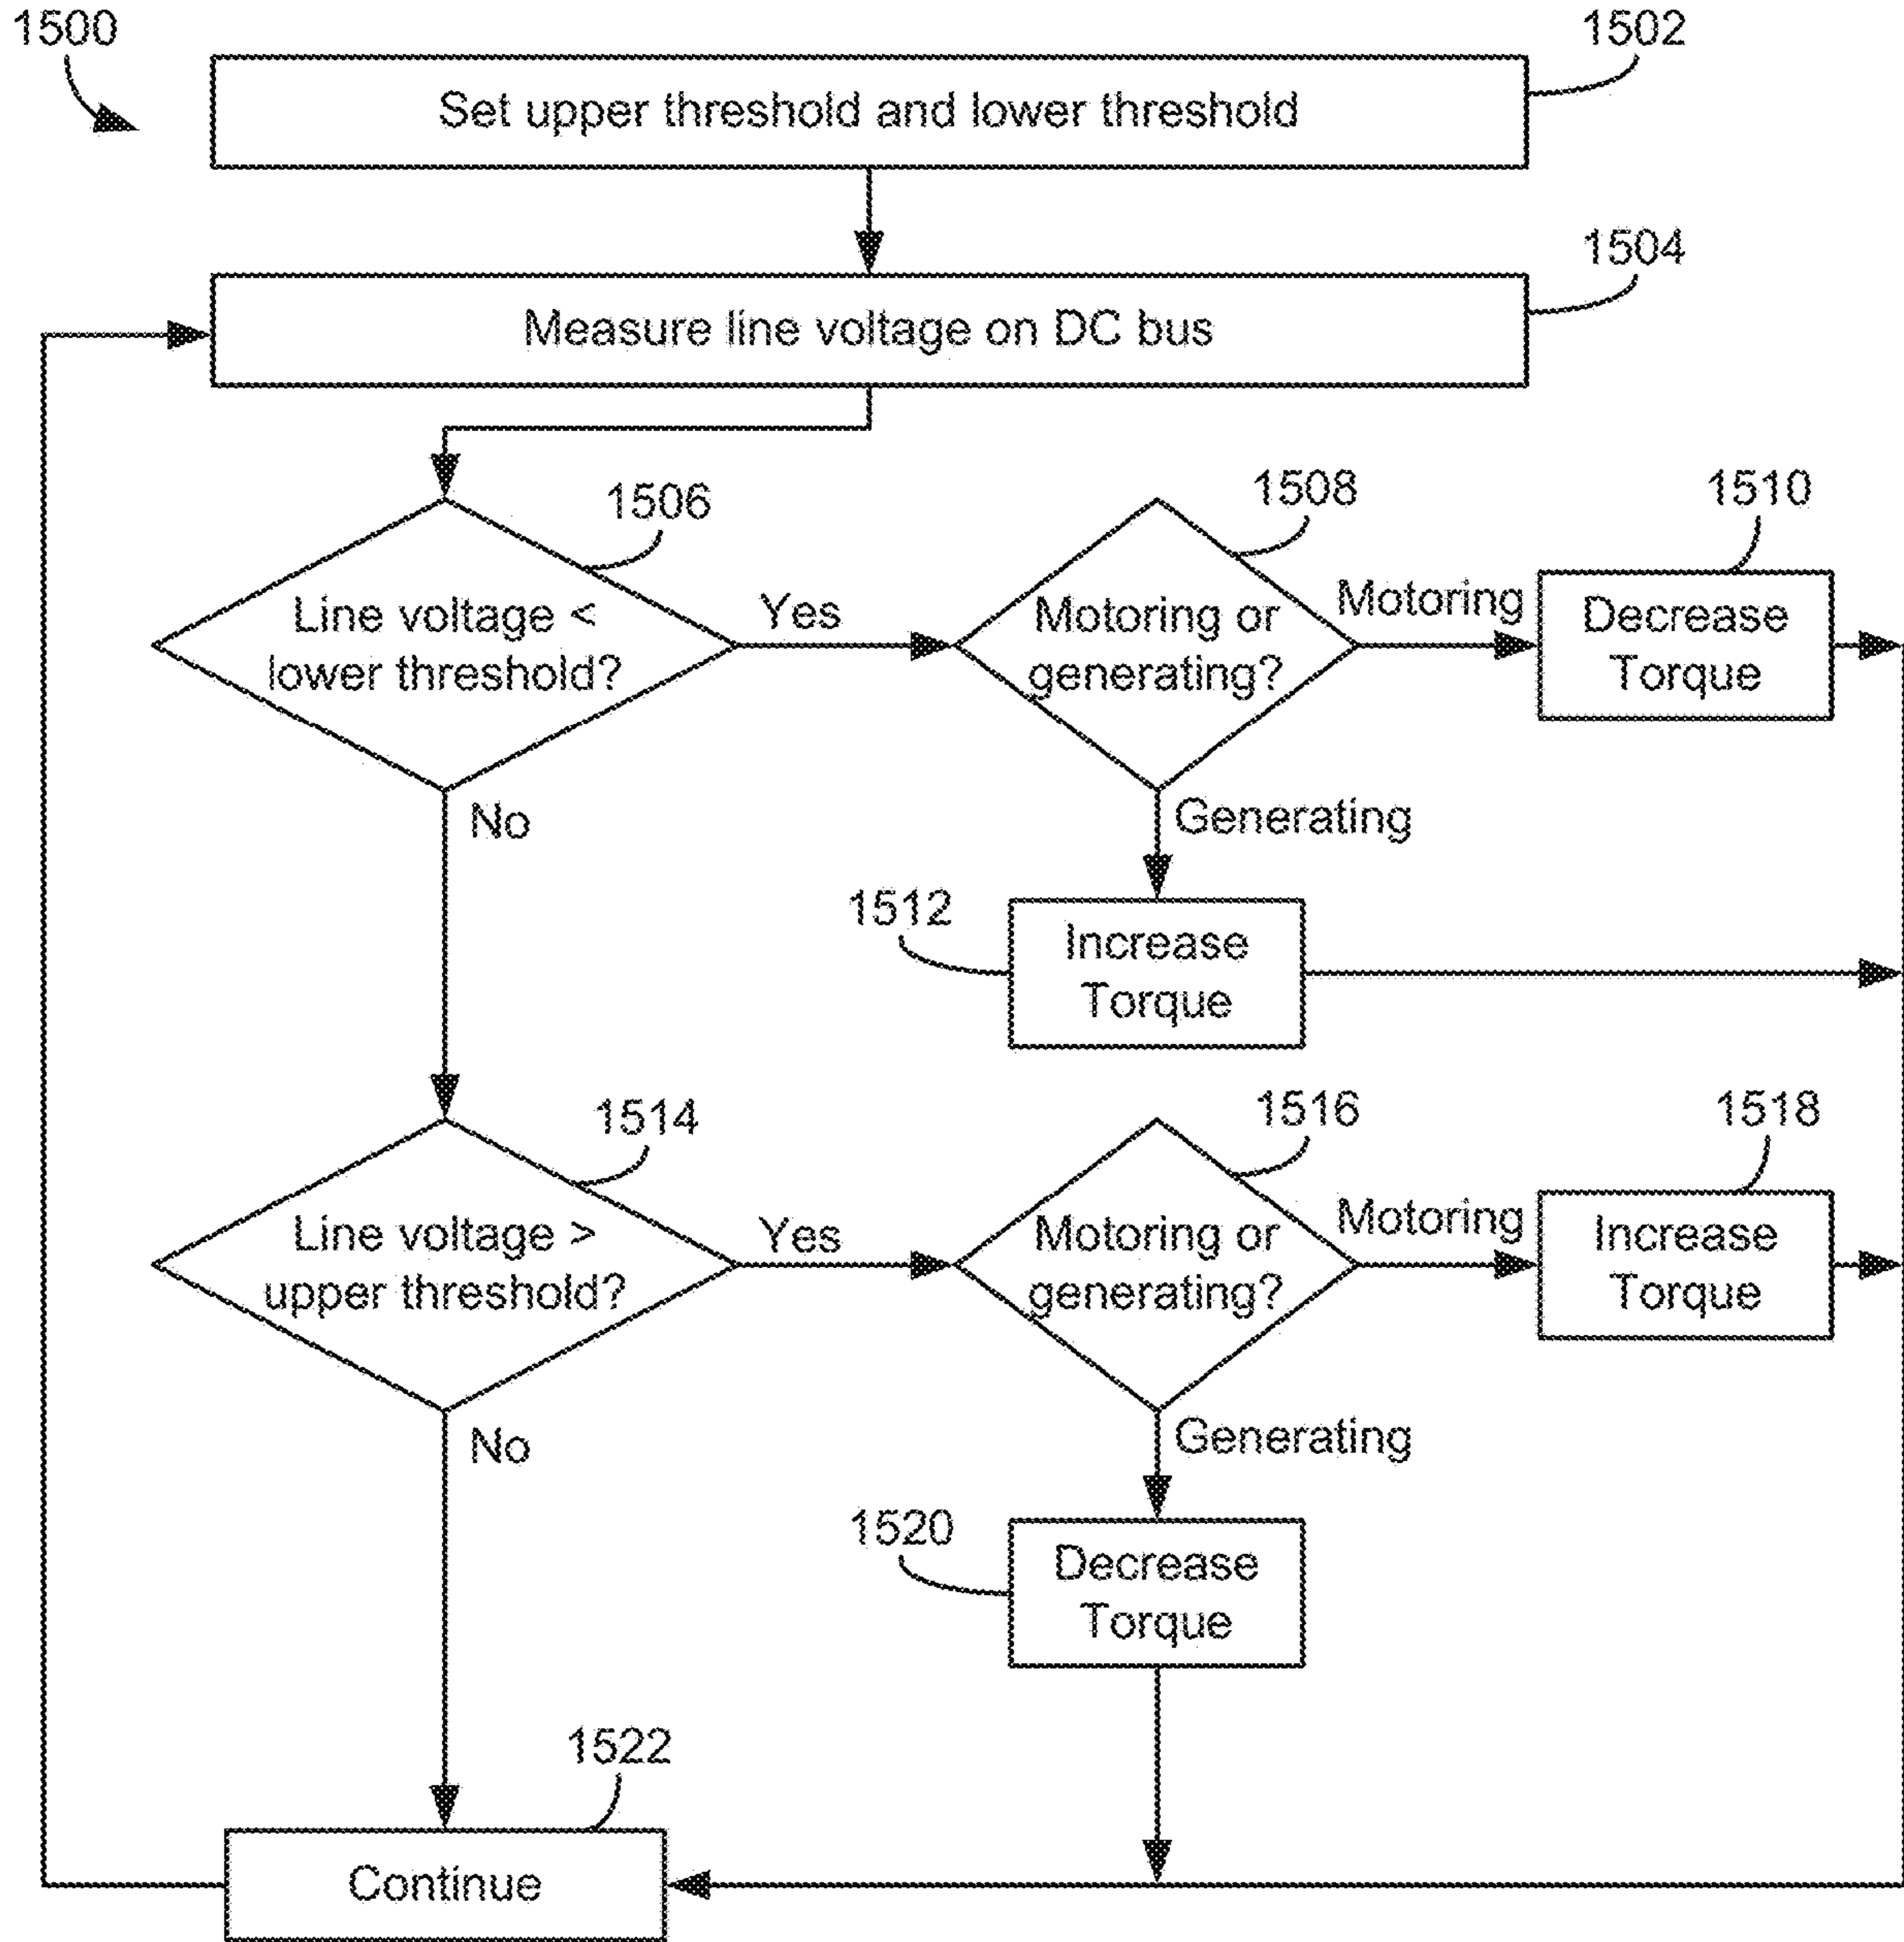 1500
1502
Set upper threshold and lower threshold
1504
Measure line voltage on DC bus
1506
1508
1510
Line voltage <
lower threshold?
Yes
Motoring or
generating?
Motoring
Decrease
Torque
No
Generating
1512
Increase
Torque
1514
1516
1518
Line voltage >
upper threshold?
Yes
Motoring or
generating?
Motoring
Increase
Torque
No
Generating
1520
Decrease
Torque
1522
Continue